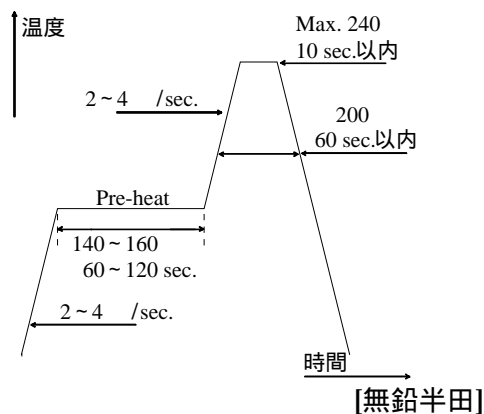 温度
Max. 240
10 sec.以内
2~4 /sec.
200
60 sec.以内
Pre-heat
140~160
60~120 sec.
2~4 /sec.
時間
[無鉛半田]